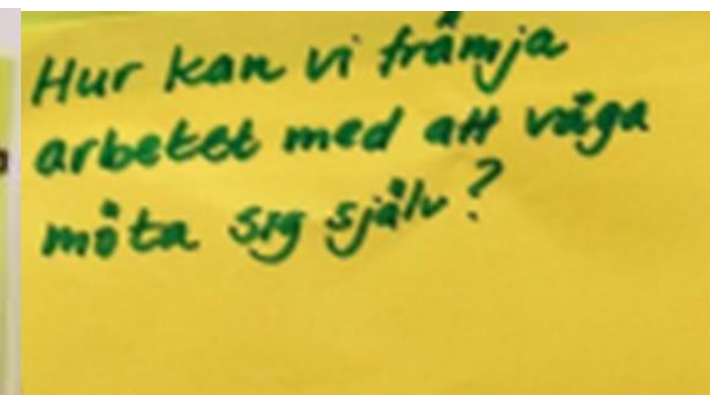 Hur kan vi främja
arbetet med att våga
möta sig själv?